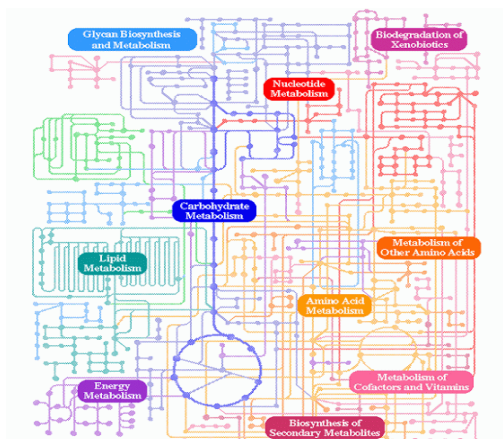 Glycan Biosynthesis
and Metabolism
Biodegradation of
Xenobiotics
Nucleotide
Metabolism
Carbohydrate
Metabolism
Metabolism of
Other Amino Acids
Lipid
Metabolism
Amino Acid
Metabolism
Energy
Metabolism
Metabolism of
Cofactors and Vitamins
Biosynthesis of
Secondary Metabolites